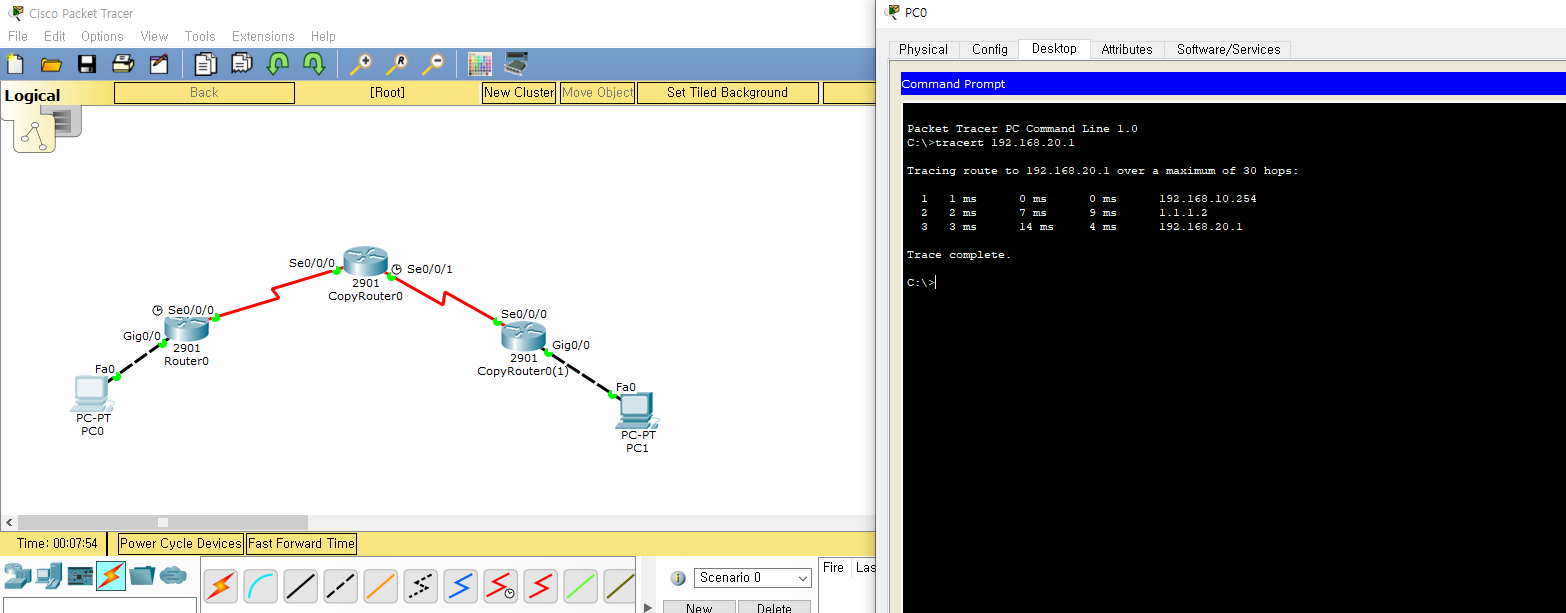 Cisco Packet Tracer
File Edit Options View Tools Extensions Help
Logical
Back
[Root]
New Cluster
Move Object
Set Tiled Background
Se0/0/0
Se0/0/1
2901
CopyRouter0
Se0/0/0
Gig0/0
2901
Router0
Fa0
PC-PT
PC0
Se0/0/0
Gig0/0
2901
CopyRouter0(1)
Fa0
PC-PT
PC1
Time: 00:07:54
Power Cycle Devices
Fast Forward Time
Scenario 0
New
Delete
Fire
Las
PC0
Physical Config Desktop Attributes Software/Services
Command Prompt
Packet Tracer PC Command Line 1.0
C:\>tracert 192.168.20.1
Tracing route to 192.168.20.1 over a maximum of 30 hops:
1 1 ms 0 ms 0 ms 192.168.10.254
2 2 ms 7 ms 9 ms 1.1.1.2
3 3 ms 14 ms 4 ms 192.168.20.1
Trace complete.
C:\>